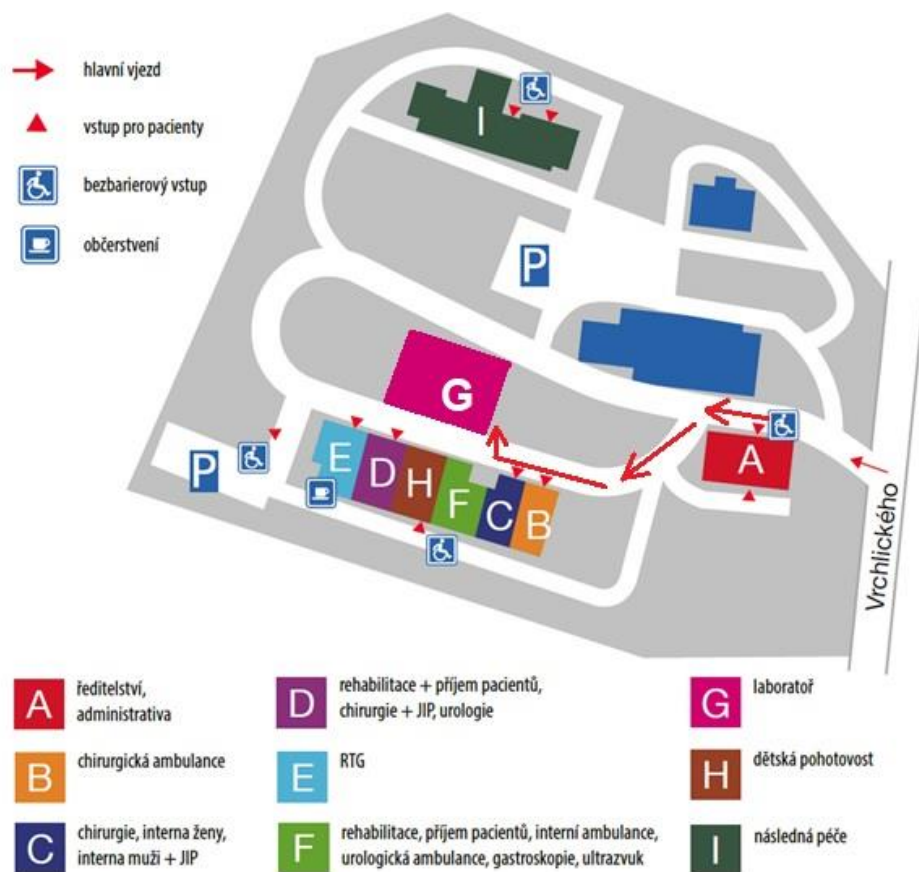 hlavní vjezd
vstup pro pacienty
bezbarierový vstup
občerstvení
I
P
G
A
P
E
D
H
F
C
B
Vrchlického
A
ředitelství,
administrativa
B
chirurgická ambulance
C
chirurgie, interna ženy,
interna muži + JIP
D
rehabilitace + příjem pacientů,
chirurgie + JIP, urologie
E
RTG
F
rehabilitace, příjem pacientů, interní ambulance,
urologická ambulance, gastroskopie, ultrazvuk
G
laboratoř
H
dětská pohotovost
I
následná péče